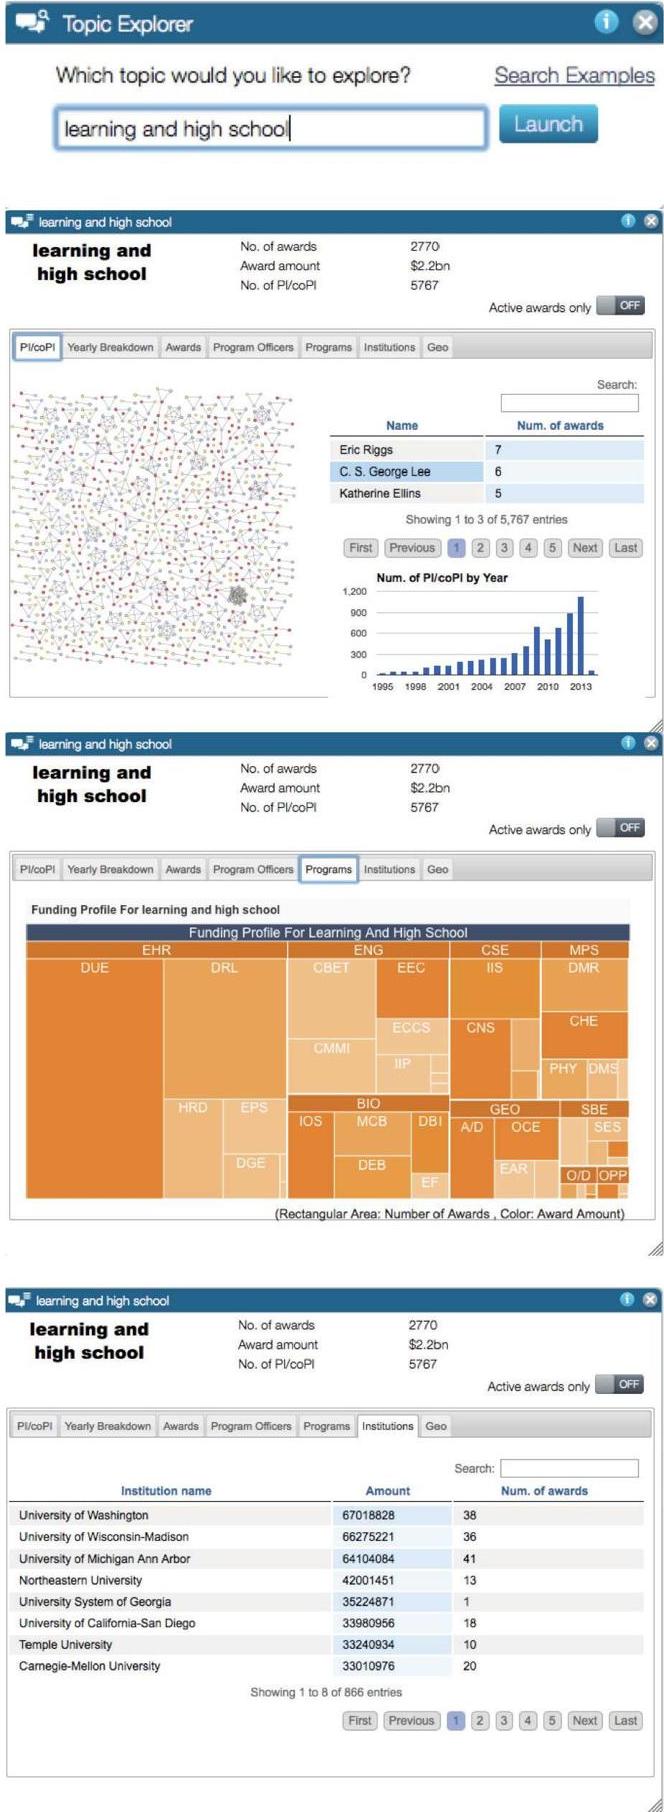 Topic Explorer
Which topic would you like to explore? Search Examples
learning and high school Launch
learning and high school
learning and
high school
No. of awards 2770
Award amount $2.2bn
No. of PI/coPI 5767
Active awards only OFF
PI/coPI Yearly Breakdown Awards Program Officers Programs Institutions Geo
Search:
Name Num. of awards
Eric Riggs 7
C. S. George Lee 6
Katherine Ellins 5
Showing 1 to 3 of 5,767 entries
First Previous 1 2 3 4 5 Next Last
Num. of PI/coPI by Year
1,200
900
600
300
0
1995 1998 2001 2004 2007 2010 2013
learning and high school
learning and
high school
No. of awards 2770
Award amount $2.2bn
No. of PI/coPI 5767
Active awards only OFF
PI/coPI Yearly Breakdown Awards Program Officers Programs Institutions Geo
Funding Profile For learning and high school
Funding Profile For Learning And High School
EHR ENG CSE MPS
DUE DRL CBET EEC IIS DMR
CNS CHE
ECCS
CMMI
IIP PHY DMS
HRD EPS BIO GEO SBE
IOS MCB DBI A/D OCE SES
DGE DEB EAR O/D OPP
EF
(Rectangular Area: Number of Awards , Color: Award Amount)
learning and high school
learning and
high school
No. of awards 2770
Award amount $2.2bn
No. of PI/coPI 5767
Active awards only OFF
PI/coPI Yearly Breakdown Awards Program Officers Programs Institutions Geo
Search:
Institution name Amount Num. of awards
University of Washington 67018828 38
University of Wisconsin-Madison 66275221 36
University of Michigan Ann Arbor 64104084 41
Northeastern University 42001451 13
University System of Georgia 35224871 1
University of California-San Diego 33980956 18
Temple University 33240934 10
Carnegie-Mellon University 33010976 20
Showing 1 to 8 of 866 entries
First Previous 1 2 3 4 5 Next Last